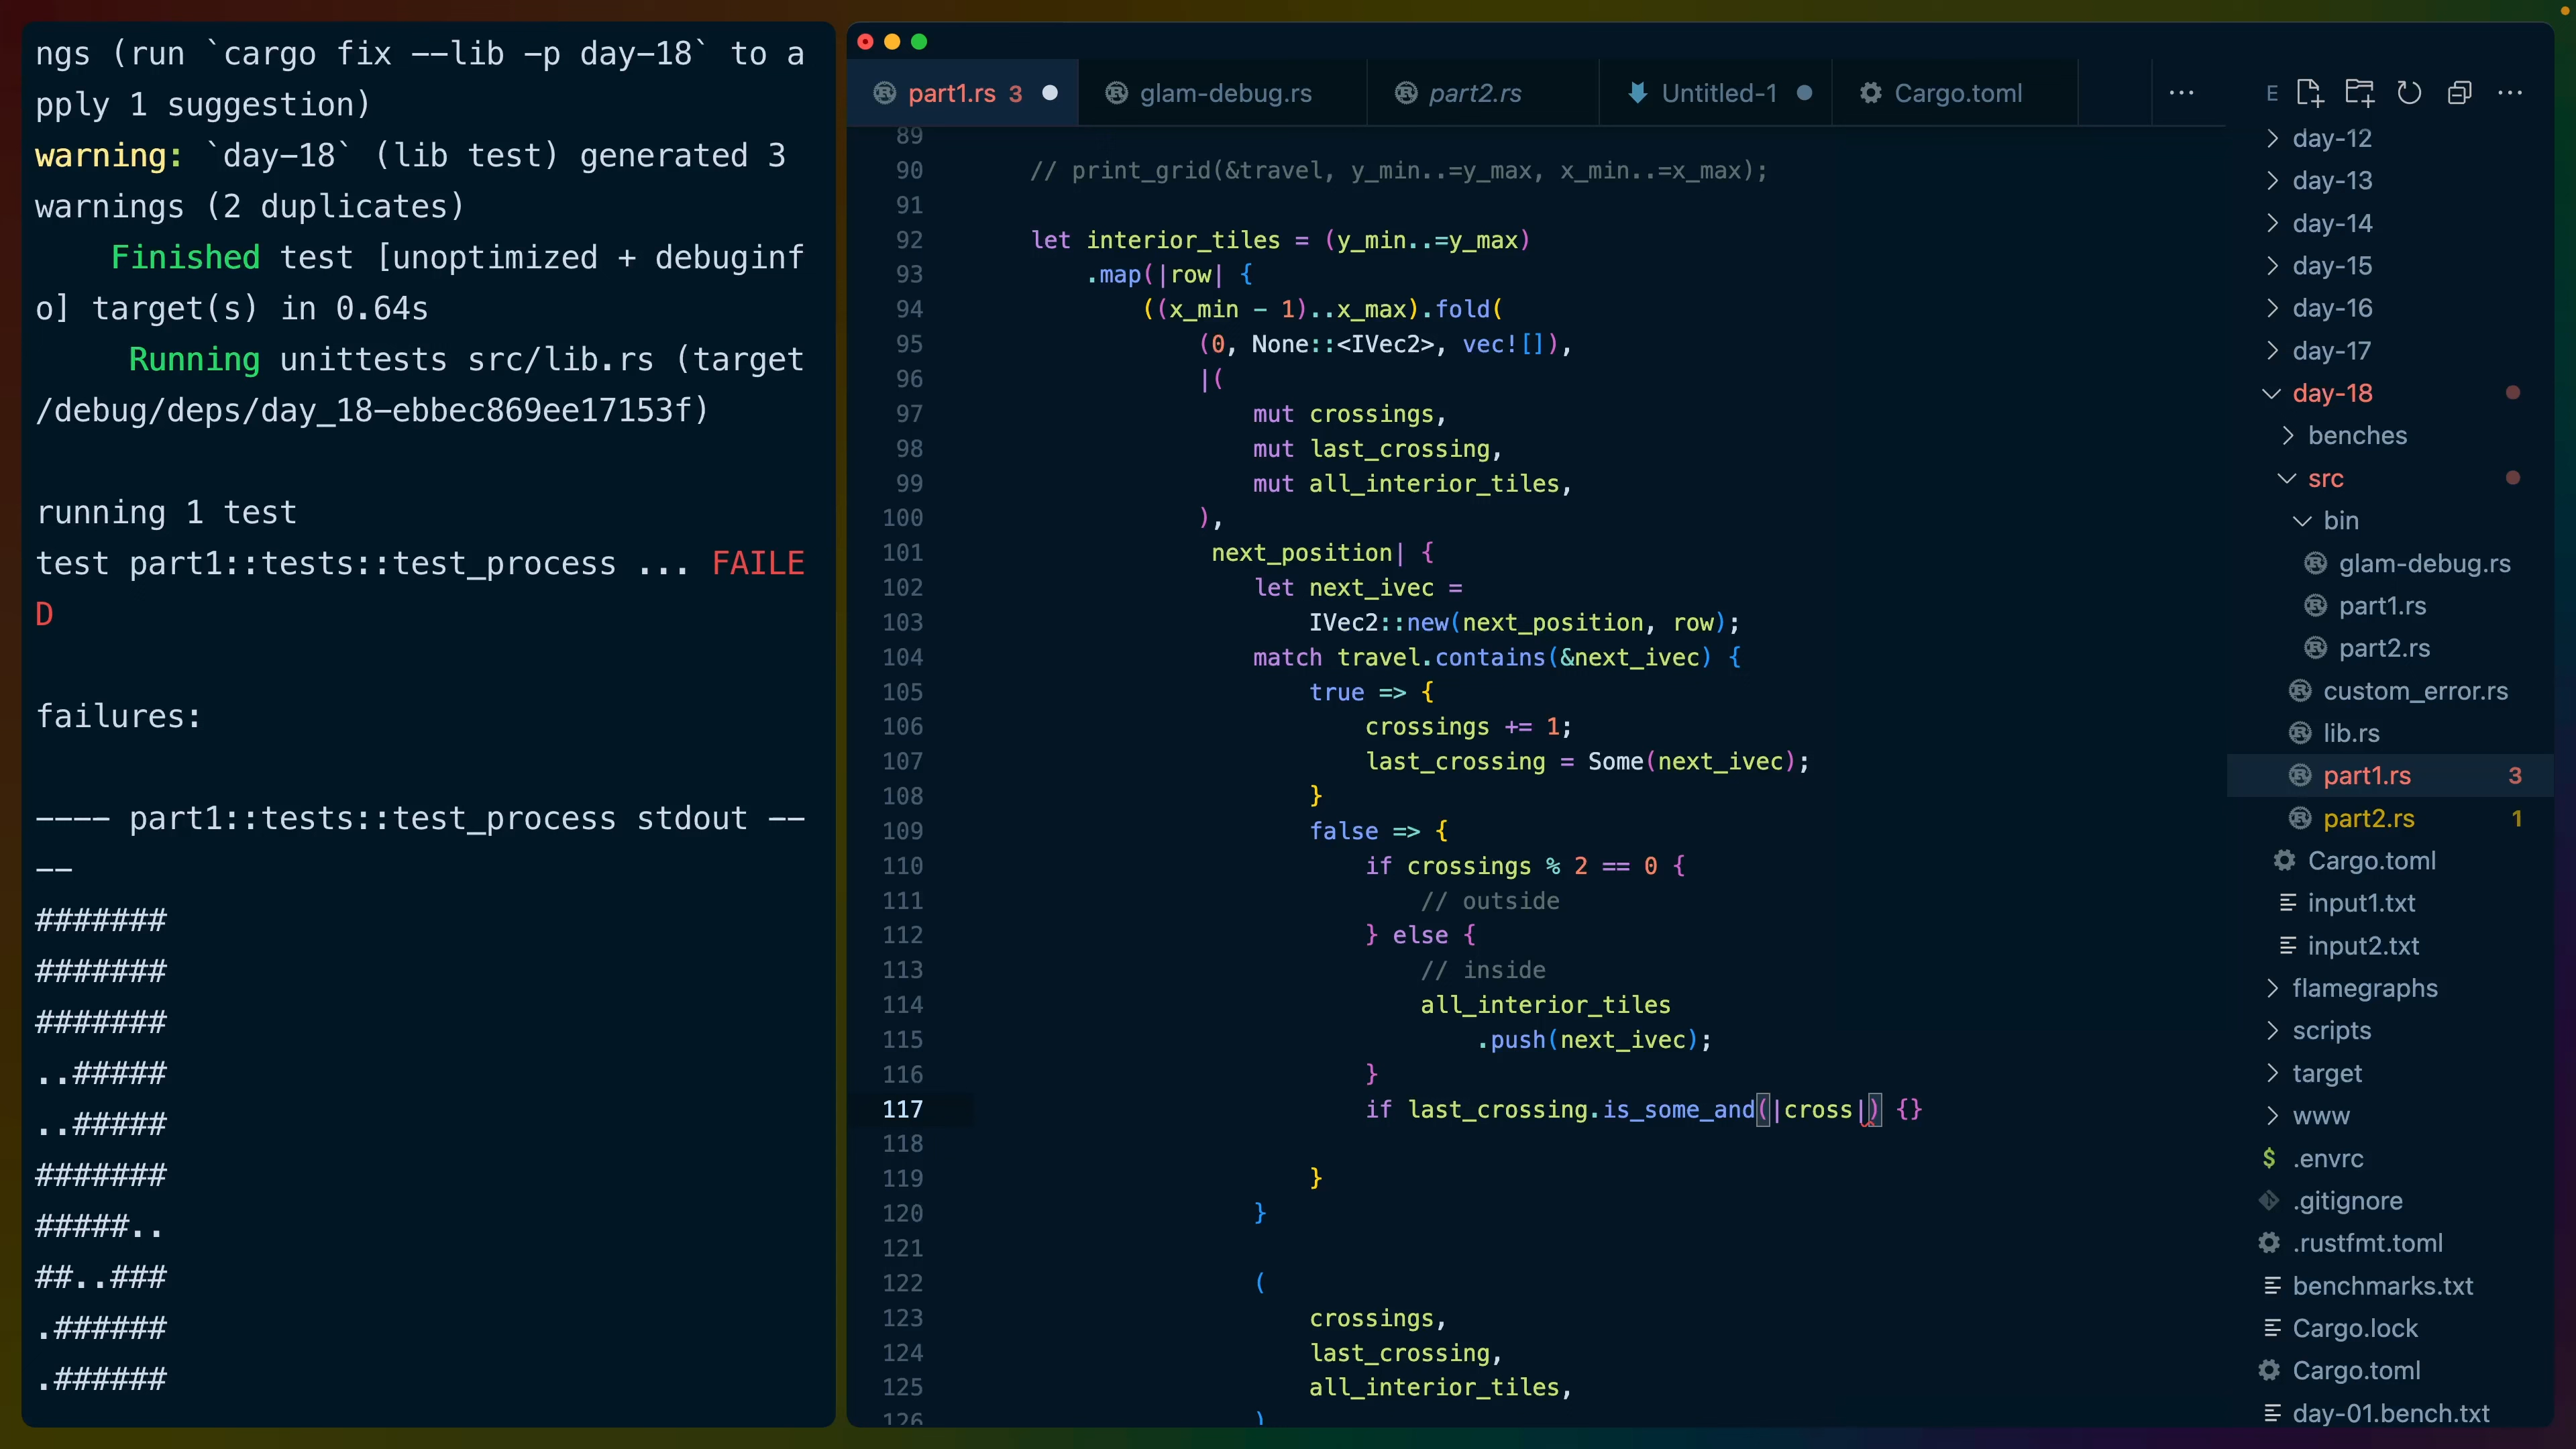 ngs (run `cargo fix --lib -p day-18` to a
pply 1 suggestion)
warning: `day-18` (lib test) generated 3
warnings (2 duplicates)
    Finished test [unoptimized + debuginf
o] target(s) in 0.64s
     Running unittests src/lib.rs (target
/debug/deps/day_18-ebbec869ee17153f)
running 1 test
test part1::tests::test_process ... FAILE
D
failures:
---- part1::tests::test_process stdout --
--
#######
#######
#######
..#####
..#####
#######
#####..
##..###
.######
.######
part1.rs 3
glam-debug.rs
part2.rs
Untitled-1
Cargo.toml
...
89
90 // print_grid(&travel, y_min..=y_max, x_min..=x_max);
91
92 let interior_tiles = (y_min..=y_max)
93     .map(|row| {
94         ((x_min - 1)..x_max).fold(
95             (0, None::<IVec2>, vec![]),
96             |(
97                 mut crossings,
98                 mut last_crossing,
99                 mut all_interior_tiles,
100             ),
101              next_position| {
102                 let next_ivec =
103                     IVec2::new(next_position, row);
104                 match travel.contains(&next_ivec) {
105                     true => {
106                         crossings += 1;
107                         last_crossing = Some(next_ivec);
108                     }
109                     false => {
110                         if crossings % 2 == 0 {
111                             // outside
112                         } else {
113                             // inside
114                             all_interior_tiles
115                                 .push(next_ivec);
116                         }
117                         if last_crossing.is_some_and(|cross|) {}
118
119                     }
120                 }
121
122                 (
123                     crossings,
124                     last_crossing,
125                     all_interior_tiles,
126                 )
E
...
day-12
day-13
day-14
day-15
day-16
day-17
day-18
benches
src
bin
glam-debug.rs
part1.rs
part2.rs
custom_error.rs
lib.rs
part1.rs 3
part2.rs 1
Cargo.toml
input1.txt
input2.txt
flamegraphs
scripts
target
www
$ .envrc
.gitignore
.rustfmt.toml
benchmarks.txt
Cargo.lock
Cargo.toml
day-01.bench.txt